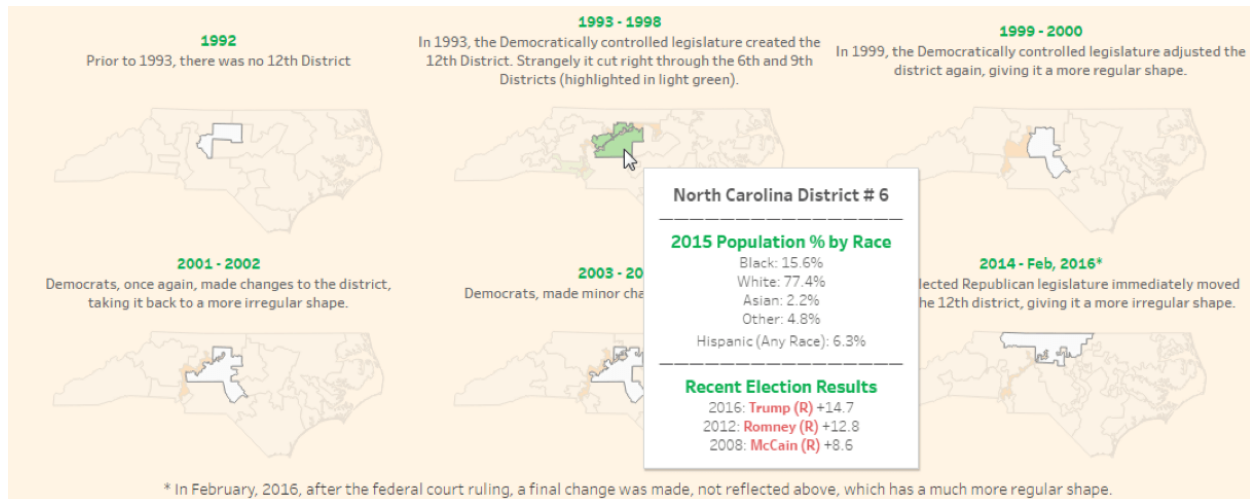 1992
Prior to 1993, there was no 12th District
1993 - 1998
In 1993, the Democratically controlled legislature created the
12th District. Strangely it cut right through the 6th and 9th
Districts (highlighted in light green).
1999 - 2000
In 1999, the Democratically controlled legislature adjusted the
district again, giving it a more regular shape.
2001 - 2002
Democrats, once again, made changes to the district,
taking it back to a more irregular shape.
2003 - 20
Democrats, made minor cha
2014 - Feb, 2016*
lected Republican legislature immediately moved
he 12th district, giving it a more irregular shape.
North Carolina District # 6
2015 Population % by Race
Black: 15.6%
White: 77.4%
Asian: 2.2%
Other: 4.8%
Hispanic (Any Race): 6.3%
Recent Election Results
2016: Trump (R) +14.7
2012: Romney (R) +12.8
2008: McCain (R) +8.6
* In February, 2016, after the federal court ruling, a final change was made, not reflected above, which has a much more regular shape.